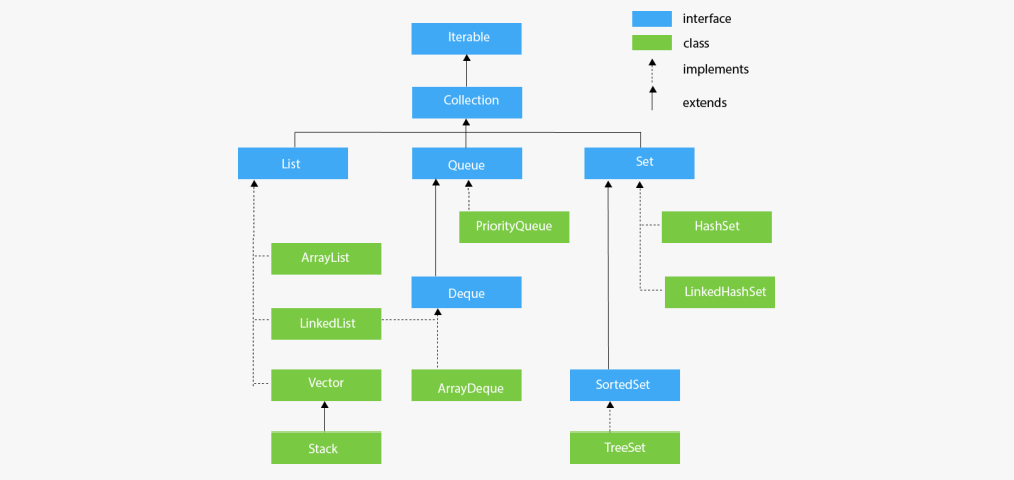 interface
Iterable
class
implements
Collection
extends
List
Queue
Set
PriorityQueue
HashSet
ArrayList
Deque
LinkedHashSet
LinkedList
Vector
ArrayDeque
SortedSet
Stack
TreeSet